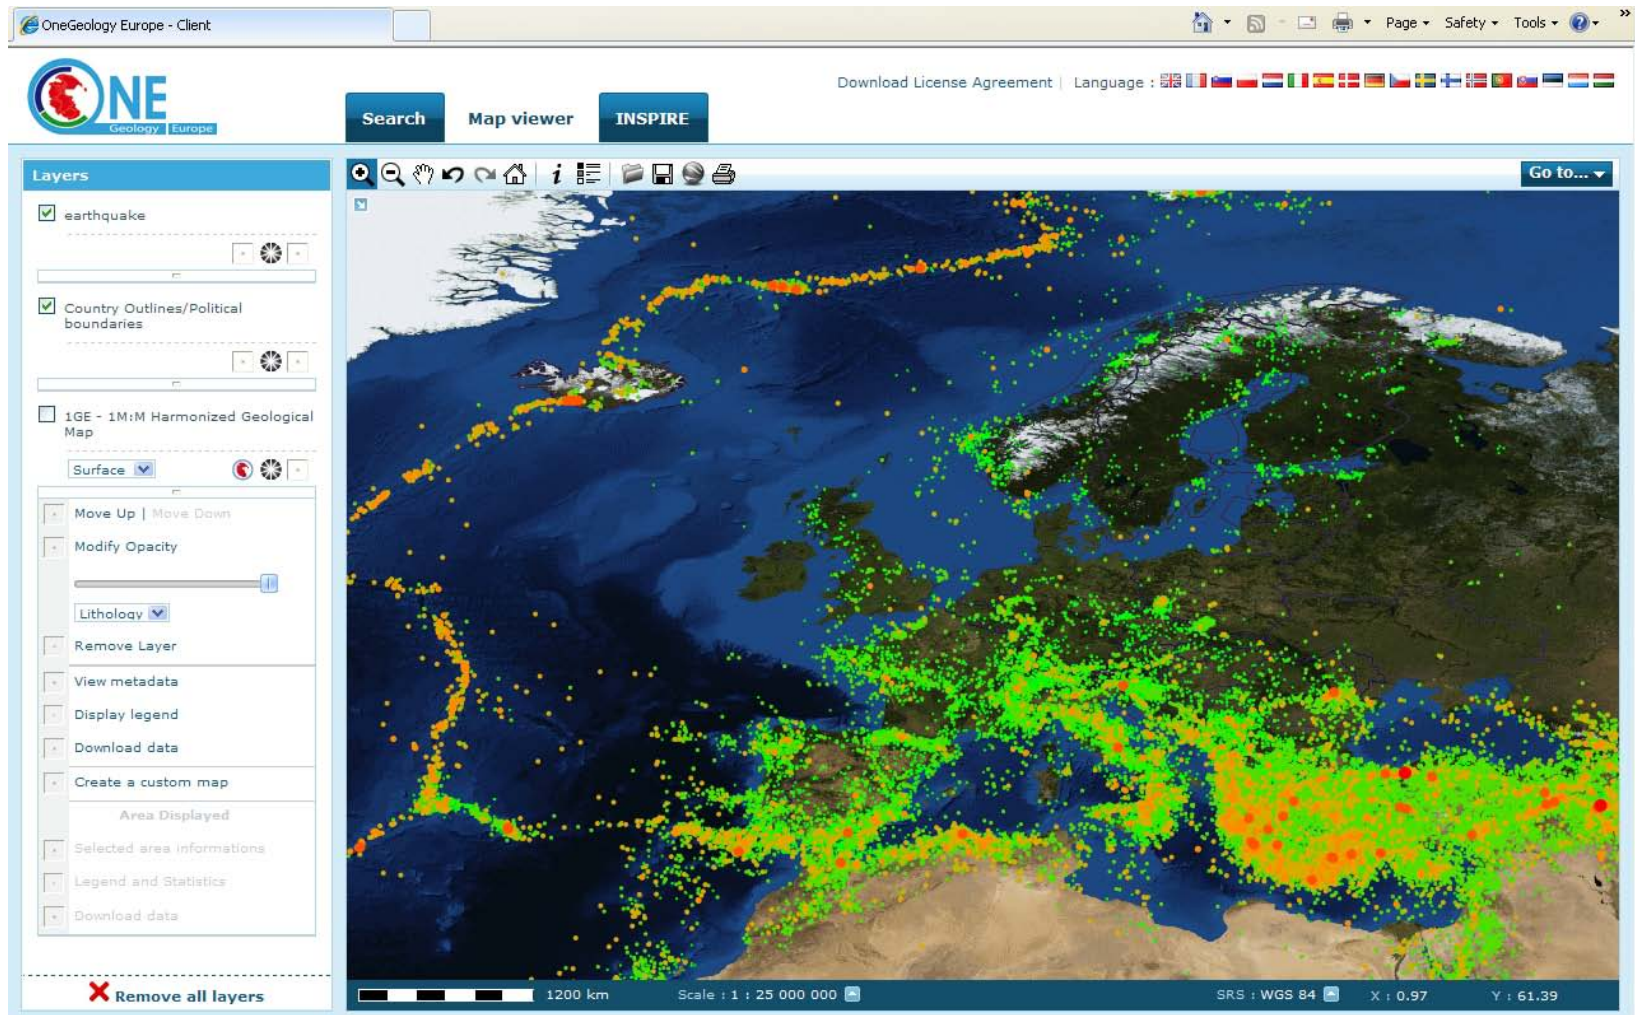 OneGeology Europe - Client
Page Safety Tools
»
ONE
Geology Europe
Download License Agreement | Language :
Search Map viewer INSPIRE
Layers
Go to...
earthquake
Country Outlines/Political
boundaries
1GE - 1M:M Harmonized Geological
Map
Surface
Move Up | Move Down
Modify Opacity
Lithology
Remove Layer
View metadata
Display legend
Download data
Create a custom map
Area Displayed
Selected area informations
Legend and Statistics
Download data
Remove all layers
1200 km Scale : 1 : 25 000 000 SRS : WGS 84 X : 0.97 Y : 61.39